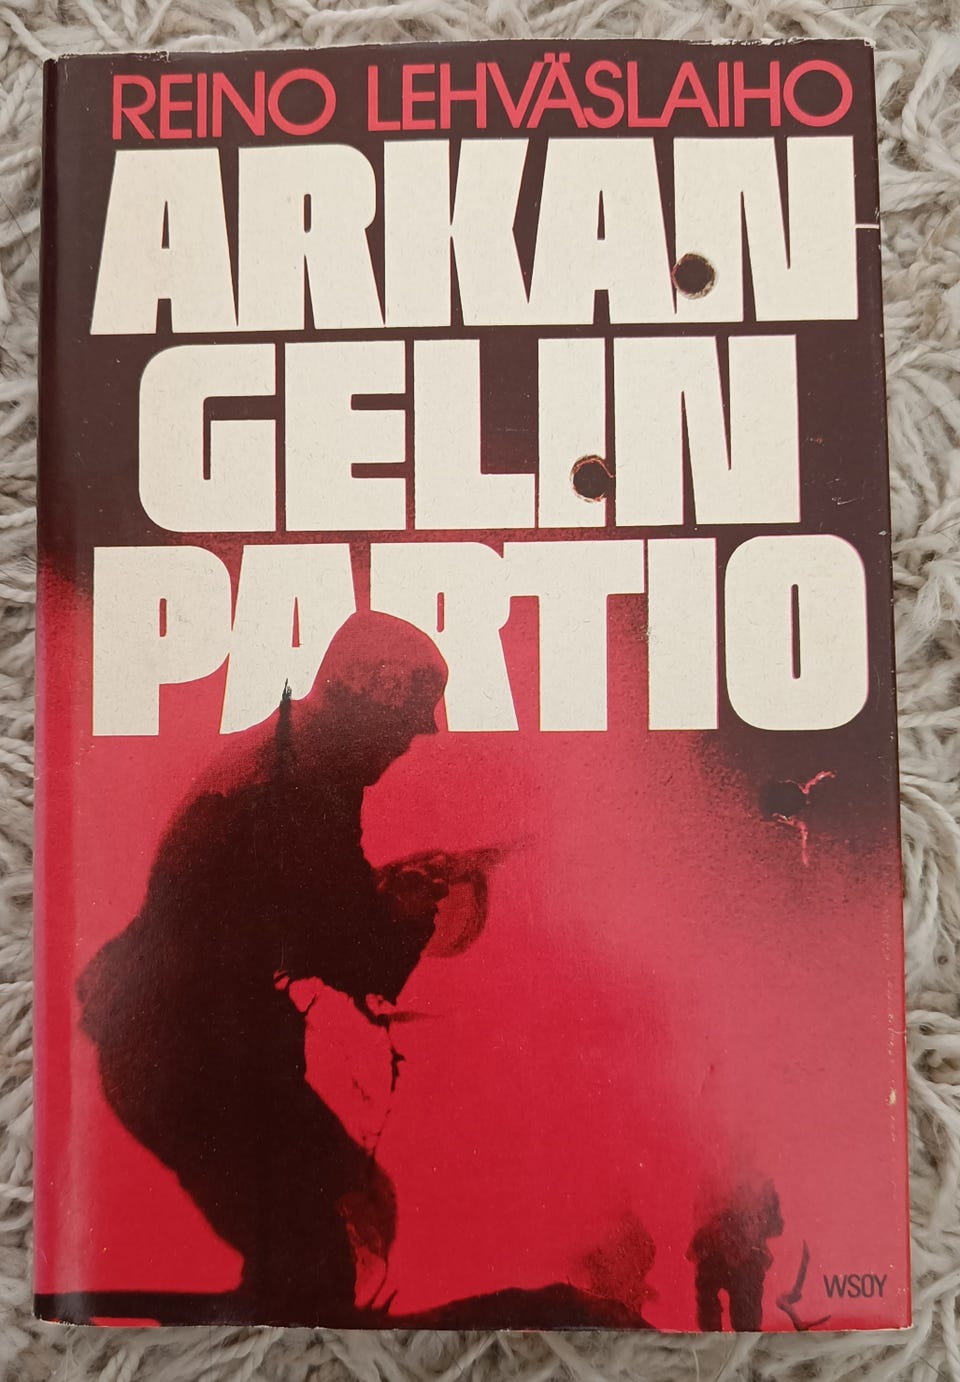 REINO LEHVÄSLAIHO
ARKAN
GELIN
PARTIO
WSOY